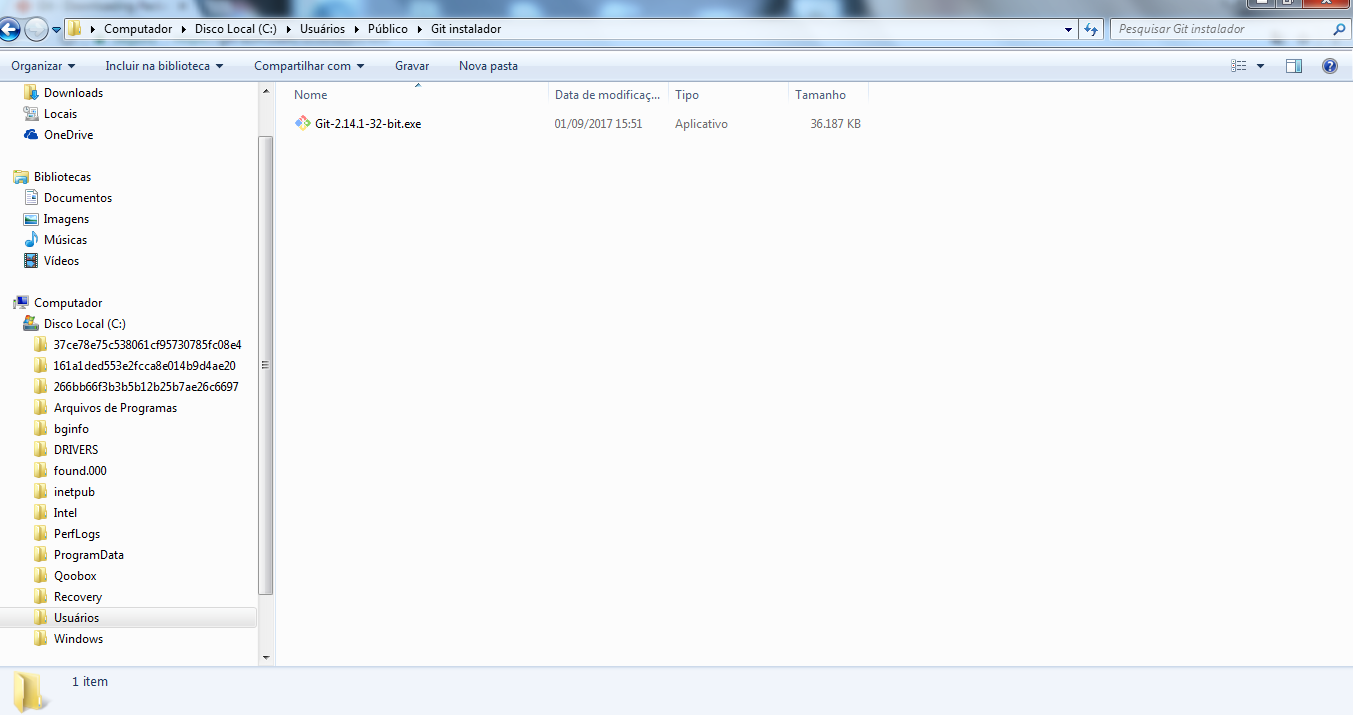 Computador Disco Local (C:) Usuários Público Git instalador
Pesquisar Git instalador
Organizar Incluir na biblioteca Compartilhar com Gravar Nova pasta
Downloads
Locais
OneDrive
Bibliotecas
Documentos
Imagens
Músicas
Vídeos
Computador
Disco Local (C:)
37ce78e75c538061cf95730785fc08e4
161a1ded553e2fcca8e014b9d4ae20
266bb66f3b3b5b12b25b7ae26c6697
Arquivos de Programas
bginfo
DRIVERS
found.000
inetpub
Intel
PerfLogs
ProgramData
Qoobox
Recovery
Usuários
Windows
Nome Data de modificaç... Tipo Tamanho
Git-2.14.1-32-bit.exe 01/09/2017 15:51 Aplicativo 36.187 KB
1 item